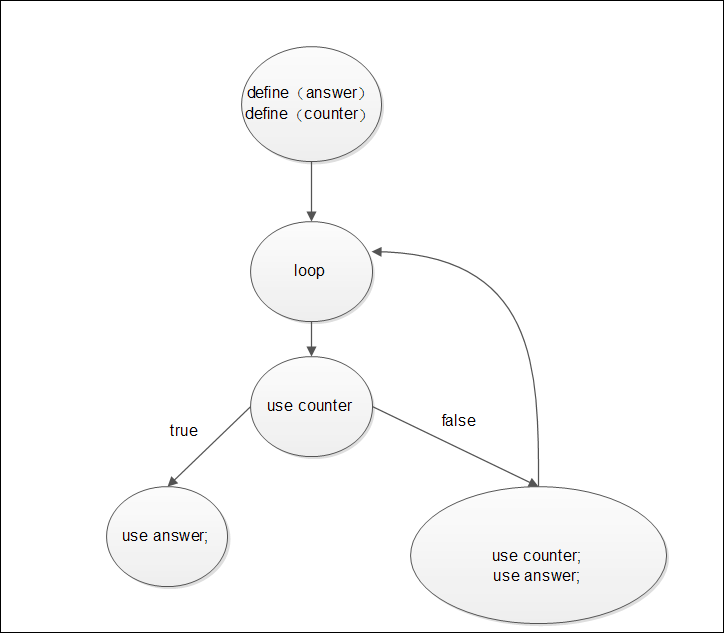 define（answer）
define（counter）
loop
use counter
true
false
use answer;
use counter;
use answer;